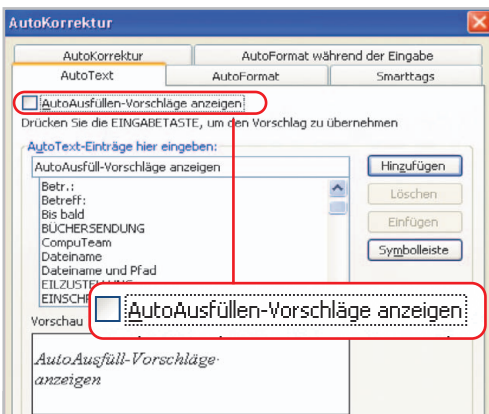 AutoKorrektur
AutoKorrektur AutoFormat während der Eingabe
AutoText AutoFormat Smarttags
AutoAusfüllen-Vorschläge anzeigen
Drücken Sie die EINGABETASTE, um den Vorschlag zu übernehmen
AutoText-Einträge hier eingeben:
AutoAusfüll-Vorschläge anzeigen
Hinzufügen
Betr.:
Betreff:
Bis bald
BÜCHERSENDUNG
CompuTeam
Dateiname
Dateiname und Pfad
Löschen
Einfügen
Symbolleiste
AutoAusfüllen-Vorschläge anzeigen
Vorschau
AutoAusfüll-Vorschläge
anzeigen